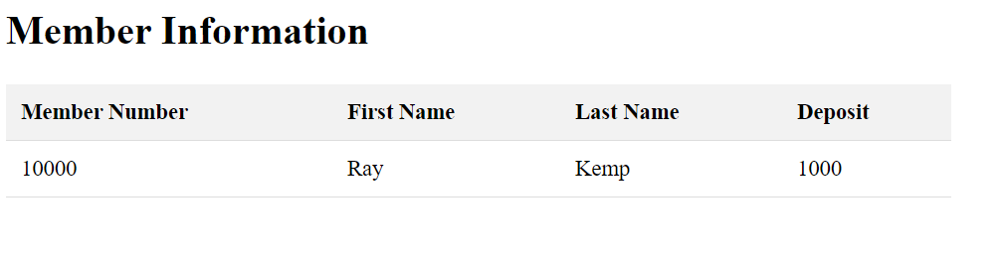 Member Information
Member Number First Name Last Name Deposit
10000 Ray Kemp 1000